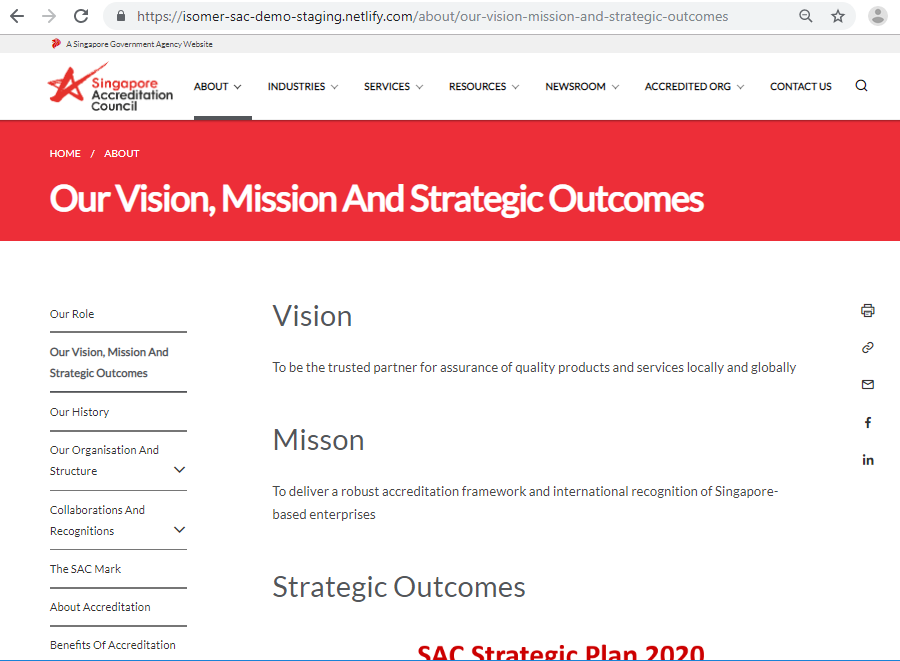 https://isomer-sac-demo-staging.netlify.com/about/our-vision-mission-and-strategic-outcomes
A Singapore Government Agency Website
Singapore
Accreditation
Council
ABOUT INDUSTRIES SERVICES RESOURCES NEWSROOM ACCREDITED ORG CONTACT US
HOME / ABOUT
Our Vision, Mission And Strategic Outcomes
Our Role
Our Vision, Mission And
Strategic Outcomes
Our History
Our Organisation And
Structure
Collaborations And
Recognitions
The SAC Mark
About Accreditation
Benefits Of Accreditation
Vision
To be the trusted partner for assurance of quality products and services locally and globally
Misson
To deliver a robust accreditation framework and international recognition of Singapore-
based enterprises
Strategic Outcomes
SAC Strategic Plan 2020
f
in